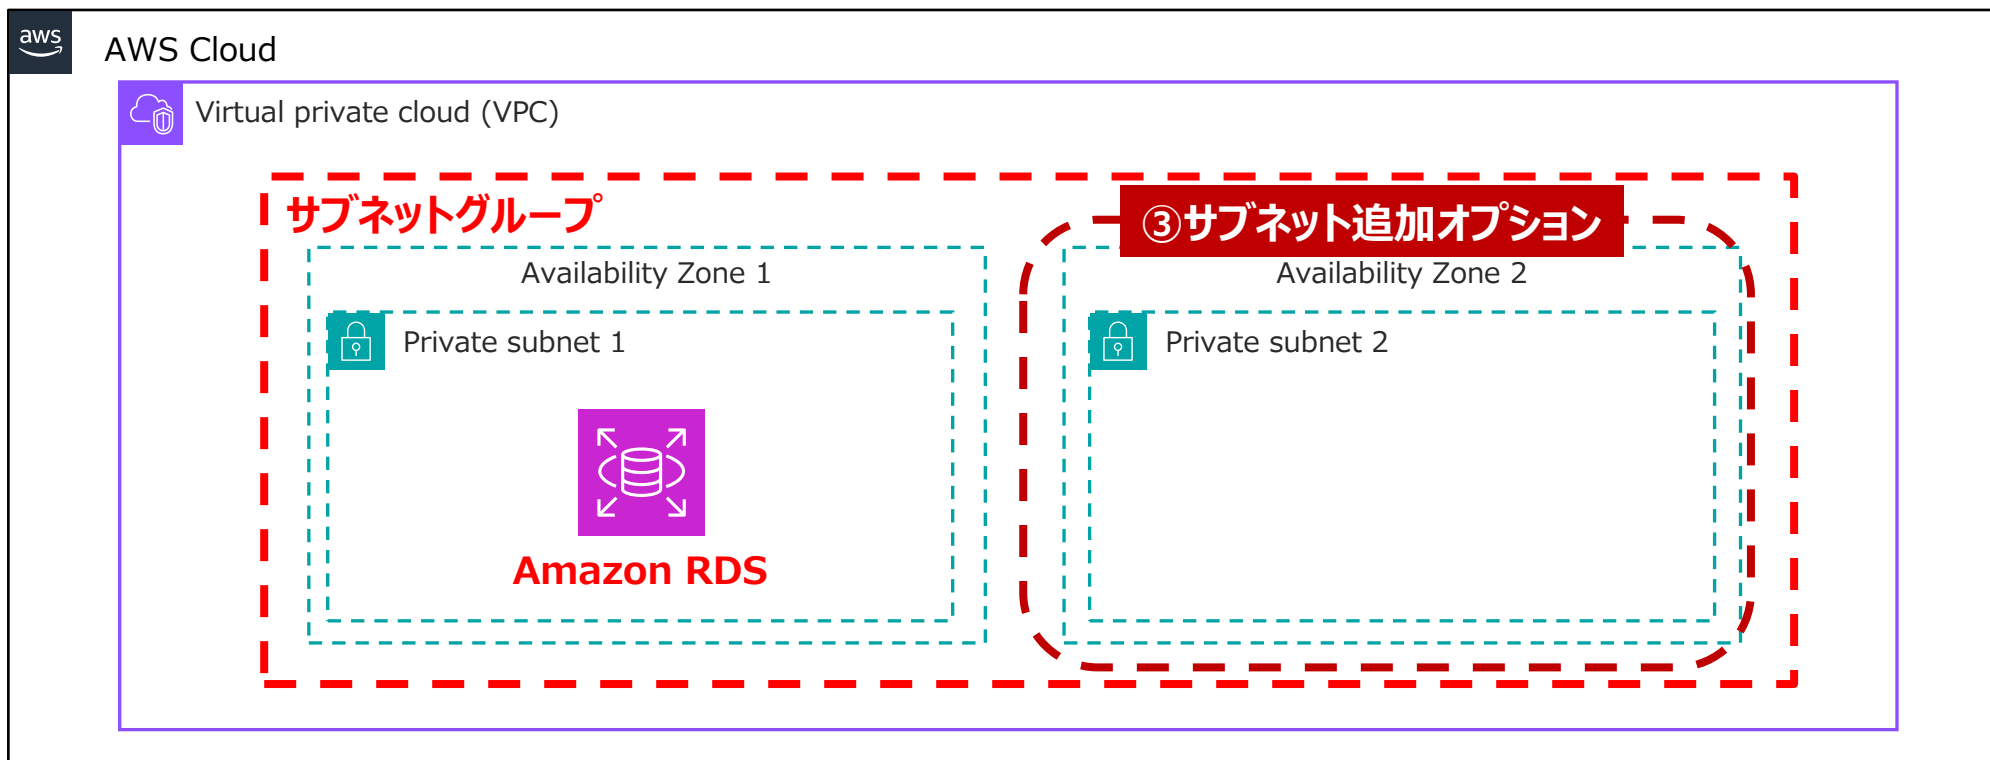 aws
AWS Cloud
Virtual private cloud (VPC)
サブネットグループ
③サブネット追加オプション
Availability Zone 1
Availability Zone 2
Private subnet 1
Private subnet 2
Amazon RDS